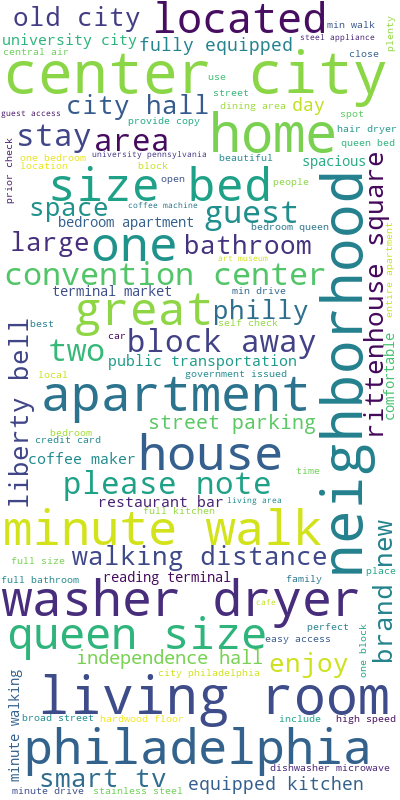 old city
located
min walk
steel appliance
plenty
university city
fully equipped
central air
close
center city
use
street
city hall
dining area
day
spot
guest access
provide copy
hair dryer
stay
area
home
queen bed
prior check
one bedroom
university pennsylvania
beautiful
spacious
location
block
size bed
open
people
space
coffee machine
guest
bedroom apartment
bedroom queen
large
one
bathroom
art museum
neighborhood
rittenhouse square
entire apartment
convention center
terminal market
min drive
great
philly
self check
best
car
block away
two
public transportation
local
government issued
comfortable
liberty bell
apartment
street parking
credit card
bedroom
house
coffee maker
time
please note
restaurant bar
living area
full kitchen
minute walk
walking distance
full size
place
full bathroom
reading terminal
family
brand new
washer dryer
cafe
perfect
queen size
easy access
one block
independence hall
enjoy
city philadelphia
minute walking
living room
broad street
hardwood floor
include
high speed
philadelphia
dishwasher microwave
smart tv
equipped kitchen
minute drive
stainless steel